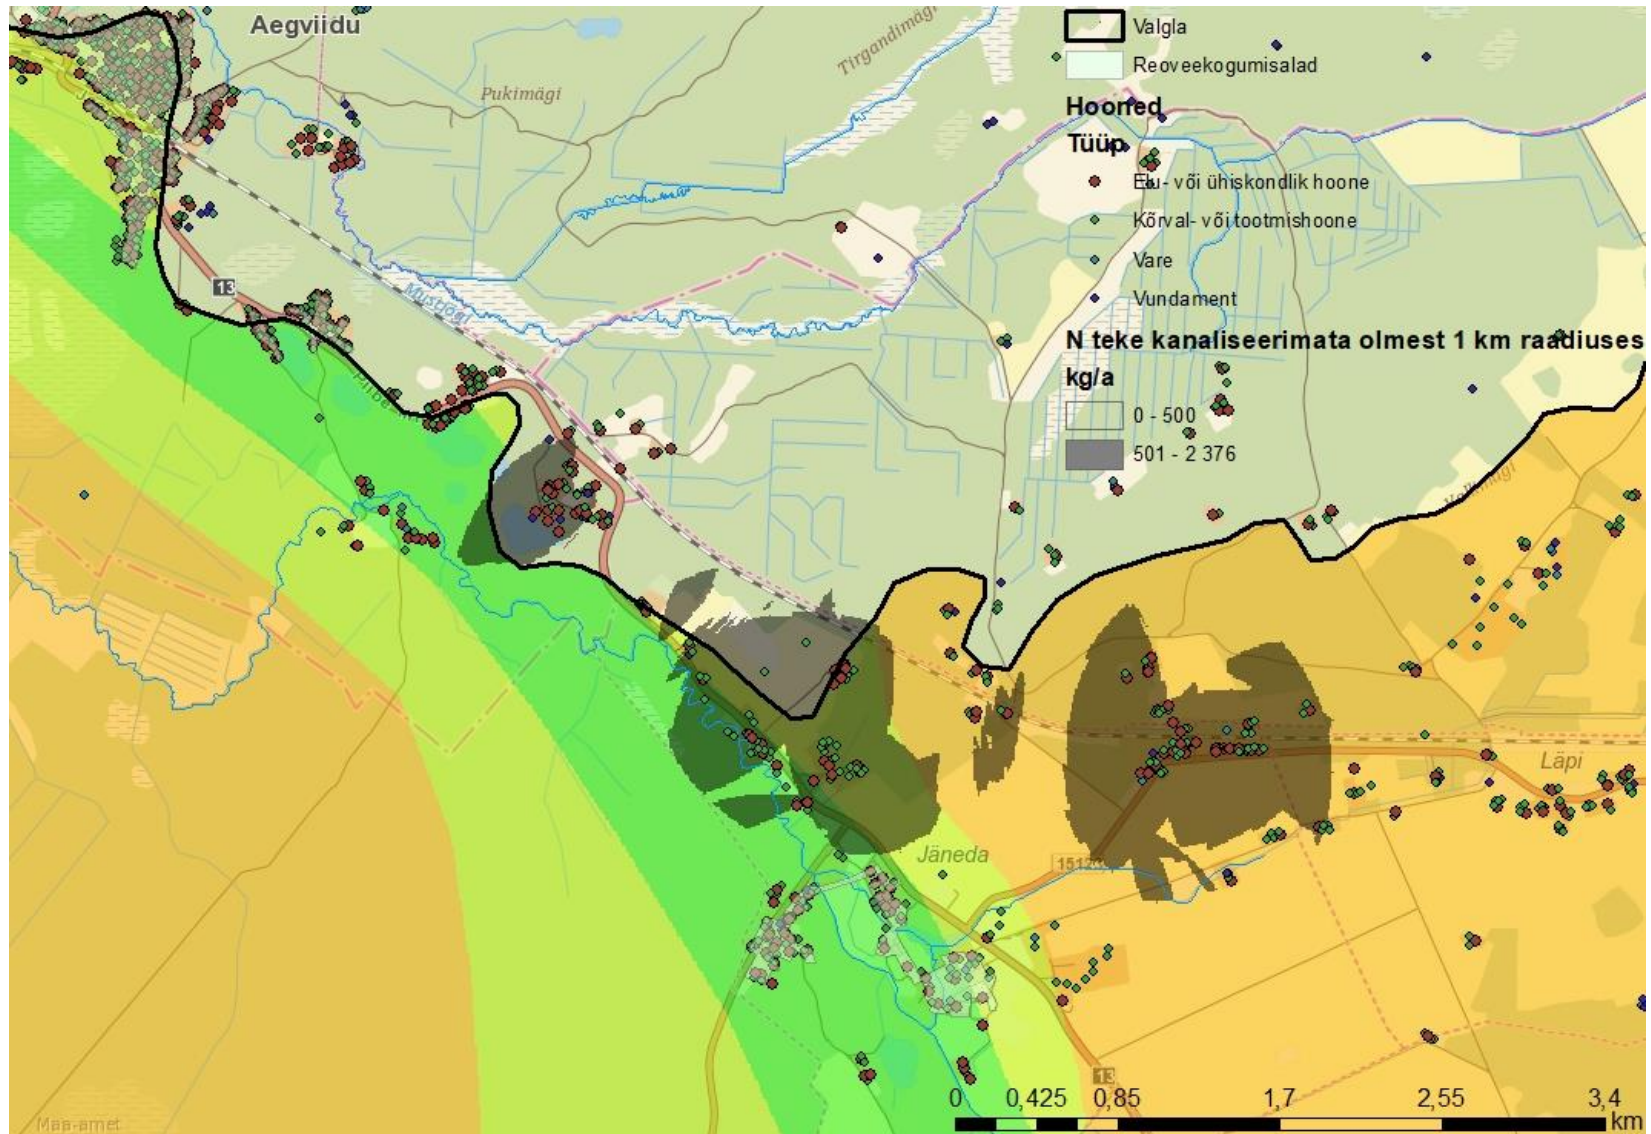 Aegviidu
Pukimägi
Tirgandimägi
Valgla
Reoveekogumisalad
Hooned
Tüüp
Elu- või ühiskondlik hoone
Kõrval- või tootmishoone
Vare
Vundament
N teke kanaliseerimata olmest 1 km raadiuses
kg/a
0 - 500
501 - 2 376
13
Mustjõgi
Läpi
Jäneda
13
0 0,425 0,85 1,7 2,55 3,4
km
Maa-amet